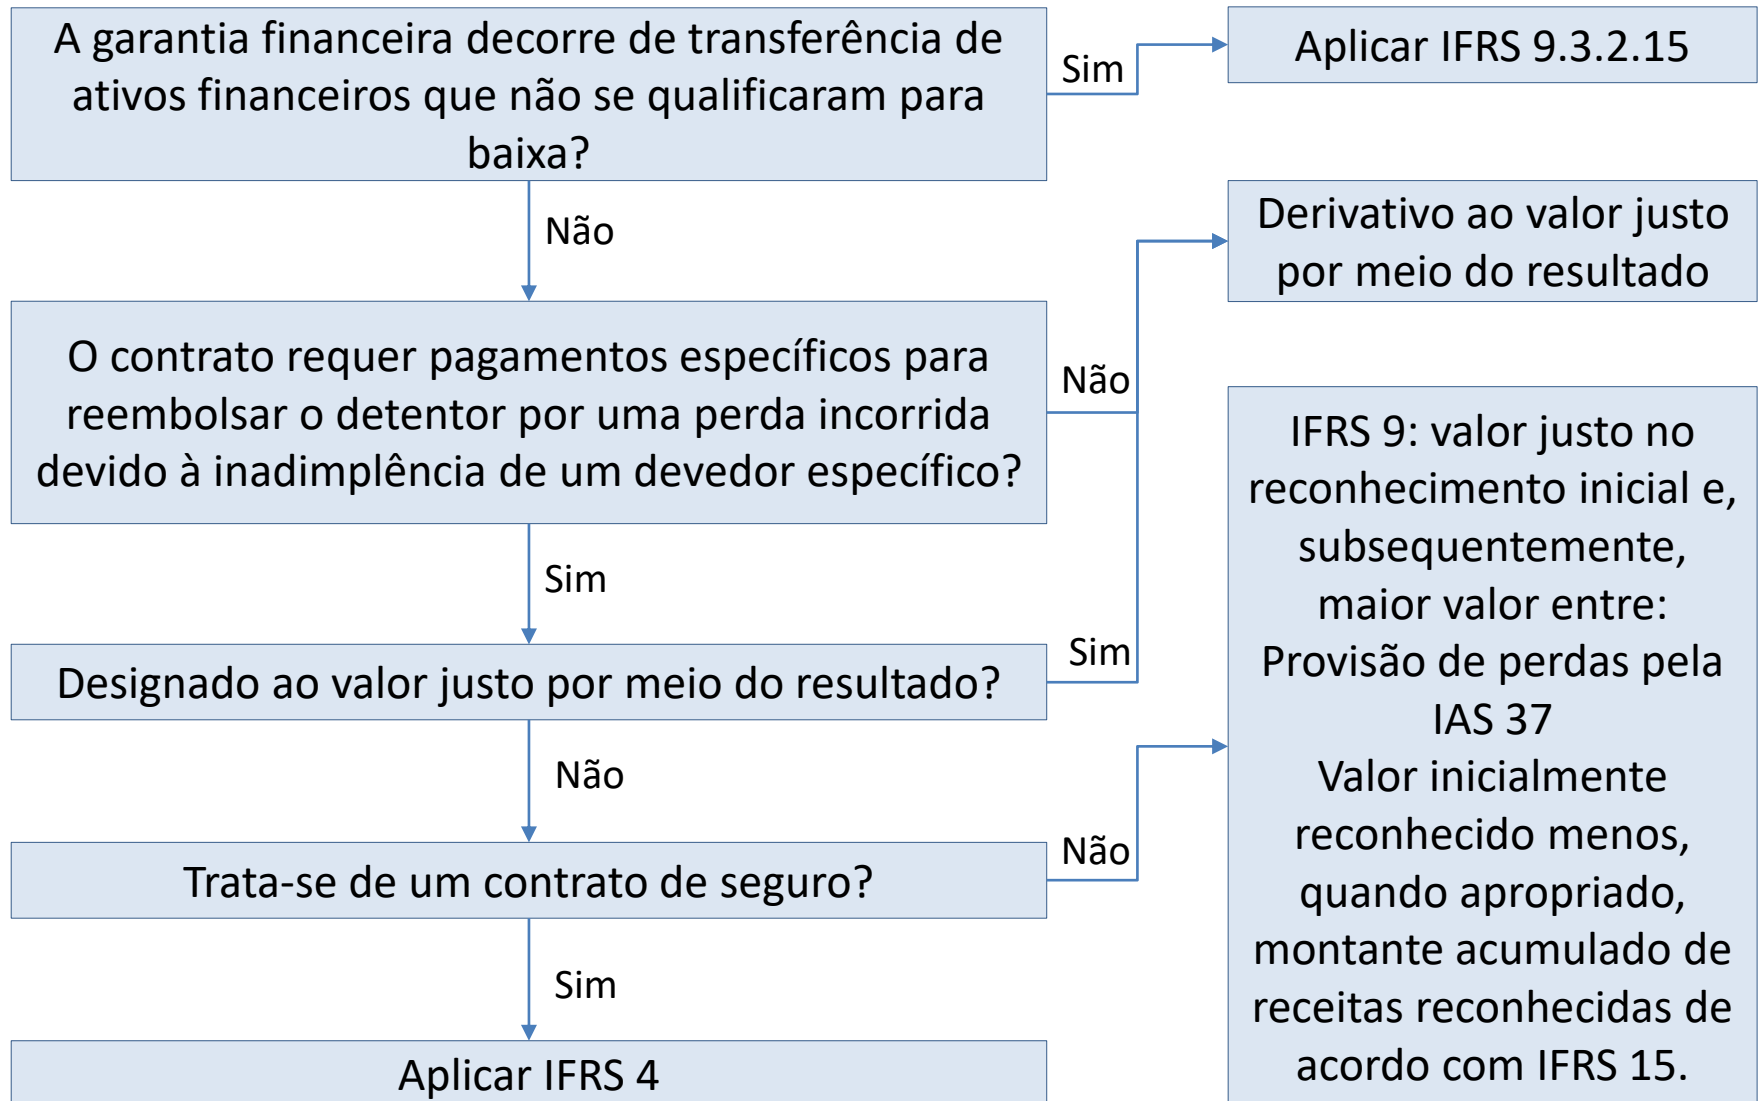 A garantia financeira decorre de transferência de
ativos financeiros que não se qualificaram para
baixa?
Sim
Aplicar IFRS 9.3.2.15
Não
Derivativo ao valor justo
por meio do resultado
O contrato requer pagamentos específicos para
reembolsar o detentor por uma perda incorrida
devido à inadimplência de um devedor específico?
Não
Sim
Designado ao valor justo por meio do resultado?
Sim
Não
Trata-se de um contrato de seguro?
Não
IFRS 9: valor justo no
reconhecimento inicial e,
subsequentemente,
maior valor entre:
Provisão de perdas pela
IAS 37
Valor inicialmente
reconhecido menos,
quando apropriado,
montante acumulado de
receitas reconhecidas de
acordo com IFRS 15.
Sim
Aplicar IFRS 4